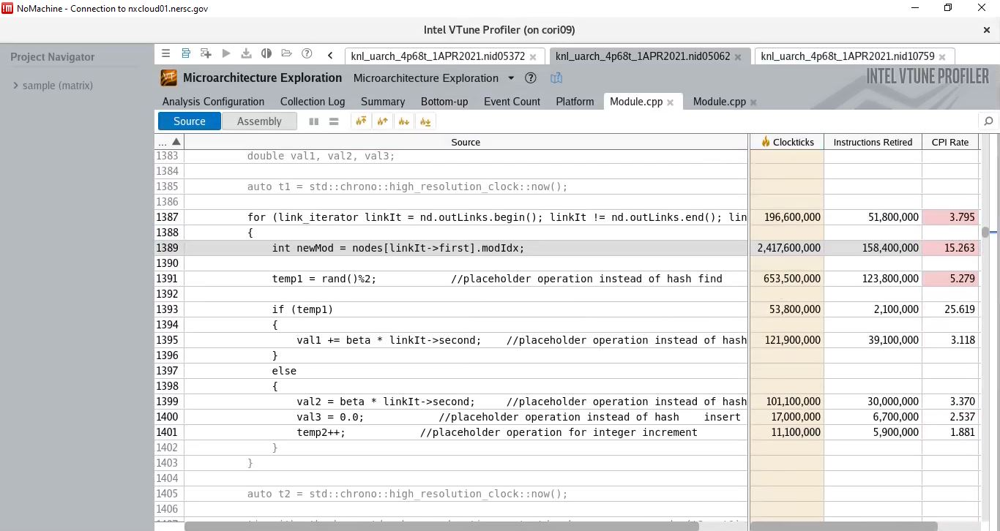 NoMachine - Connection to nxcloud01.nersc.gov
Intel VTune Profiler (on cori09)
Project Navigator
sample (matrix)
knl_uarch_4p68t_1APR2021.nid05372
knl_uarch_4p68t_1APR2021.nid05062
knl_uarch_4p68t_1APR2021.nid10759
Microarchitecture Exploration Microarchitecture Exploration
INTEL VTUNE PROFILER
Analysis Configuration Collection Log Summary Bottom-up Event Count Platform Module.cpp Module.cpp
Source Assembly
... Source Clockticks Instructions Retired CPI Rate
1383 double val1, val2, val3;
1384
1385 auto t1 = std::chrono::high_resolution_clock::now();
1386
1387 for (link_iterator linkIt = nd.outLinks.begin(); linkIt != nd.outLinks.end(); lin 196,600,000 51,800,000 3.795
1388 {
1389 int newMod = nodes[linkIt->first].modIdx; 2,417,600,000 158,400,000 15.263
1390
1391 temp1 = rand()%2; //placeholder operation instead of hash find 653,500,000 123,800,000 5.279
1392
1393 if (temp1) 53,800,000 2,100,000 25.619
1394 {
1395 val1 += beta * linkIt->second; //placeholder operation instead of hash 121,900,000 39,100,000 3.118
1396 }
1397 else
1398 {
1399 val2 = beta * linkIt->second; //placeholder operation instead of hash 101,100,000 30,000,000 3.370
1400 val3 = 0.0; //placeholder operation instead of hash insert 17,000,000 6,700,000 2.537
1401 temp2++; //placeholder operation for integer increment 11,100,000 5,900,000 1.881
1402 }
1403 }
1404
1405 auto t2 = std::chrono::high_resolution_clock::now();
1406